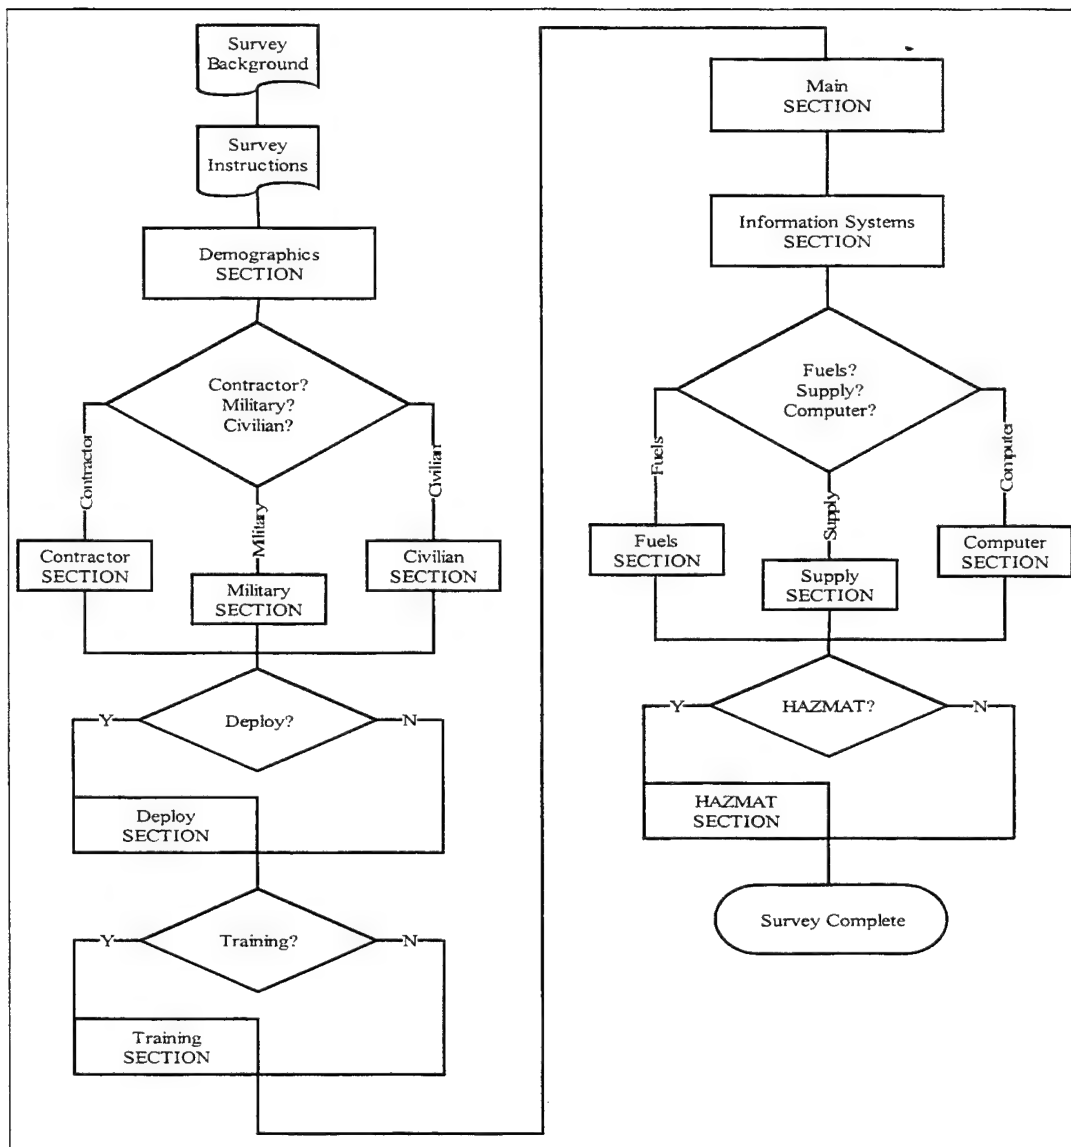 Survey
Background
Survey
Instructions
Demographics
SECTION
Contractor?
Military?
Civilian?
Contractor
Military
Civilian
Contractor
SECTION
Military
SECTION
Civilian
SECTION
Y
Deploy?
N
Deploy
SECTION
Y
Training?
N
Training
SECTION
Main
SECTION
Information Systems
SECTION
Fuels?
Supply?
Computer?
Fuels
Supply
Computer
Fuels
SECTION
Supply
SECTION
Computer
SECTION
Y
HAZMAT?
N
HAZMAT
SECTION
Survey Complete